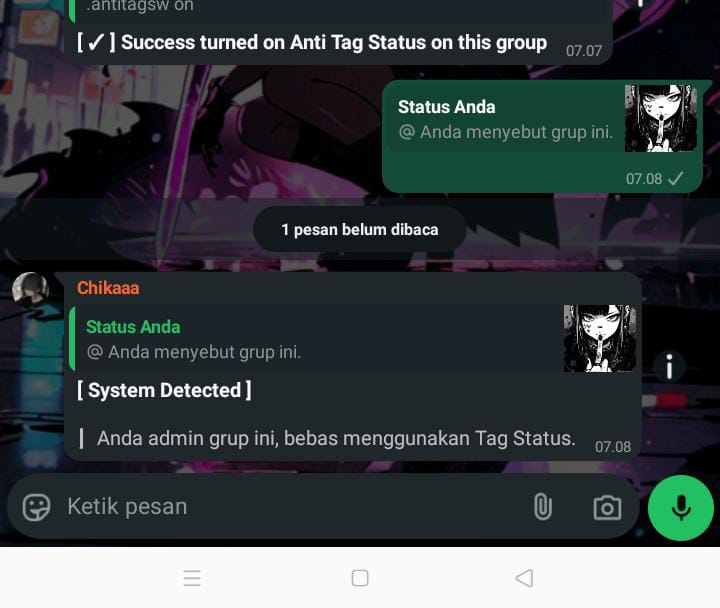 .antitagsw on
[ ✓ ] Success turned on Anti Tag Status on this group
07.07
Status Anda
@ Anda menyebut grup ini.
07.08
1 pesan belum dibaca
Chikaaa
Status Anda
@ Anda menyebut grup ini.
[ System Detected ]
Anda admin grup ini, bebas menggunakan Tag Status.
07.08
Ketik pesan